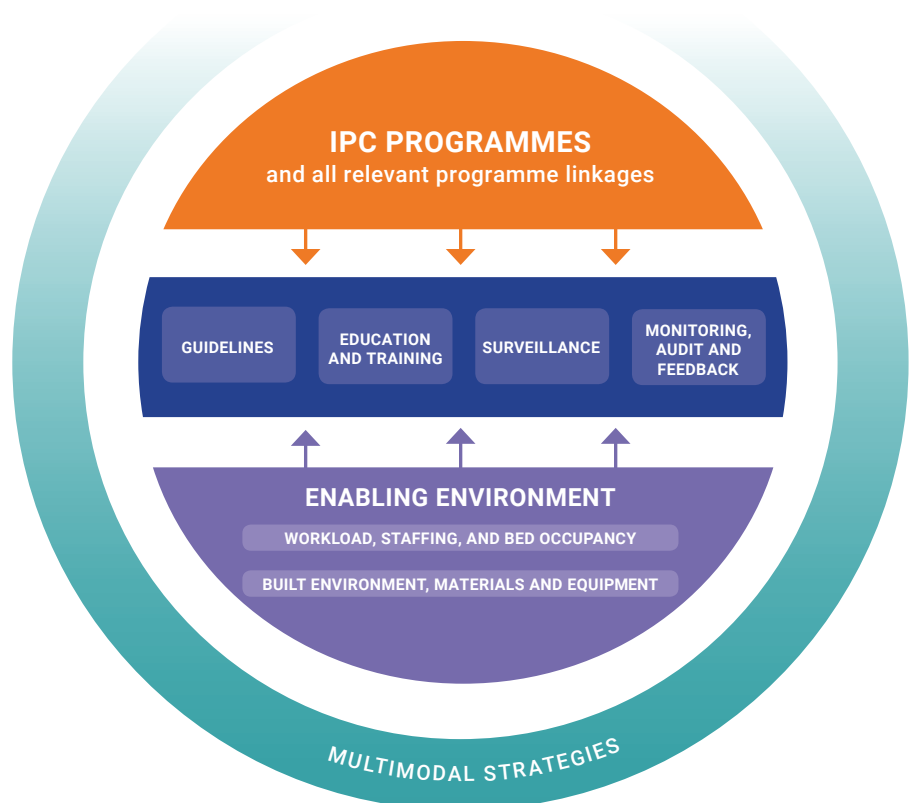 IPC PROGRAMMES
and all relevant programme linkages
GUIDELINES
EDUCATION
AND TRAINING
SURVEILLANCE
MONITORING,
AUDIT AND
FEEDBACK
ENABLING ENVIRONMENT
WORKLOAD, STAFFING, AND BED OCCUPANCY
BUILT ENVIRONMENT, MATERIALS AND EQUIPMENT
MULTIMODAL STRATEGIES